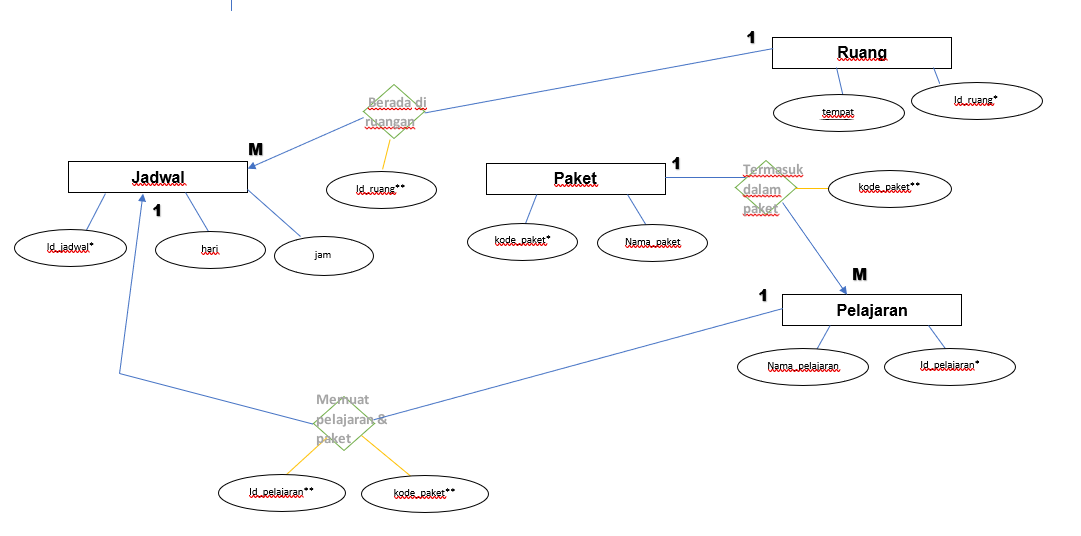 1
Ruang
tempat
Id_ruang*
Berada di
ruangan
M
Id_ruang**
Jadwal
1
Id_jadwal*
hari
jam
Paket
1
kode_paket*
Nama_paket
Termasuk
dalam
paket
kode_paket**
M
1
Pelajaran
Nama_pelajaran
Id_pelajaran*
Memuat
pelajaran &
paket
Id_pelajaran**
kode_paket**